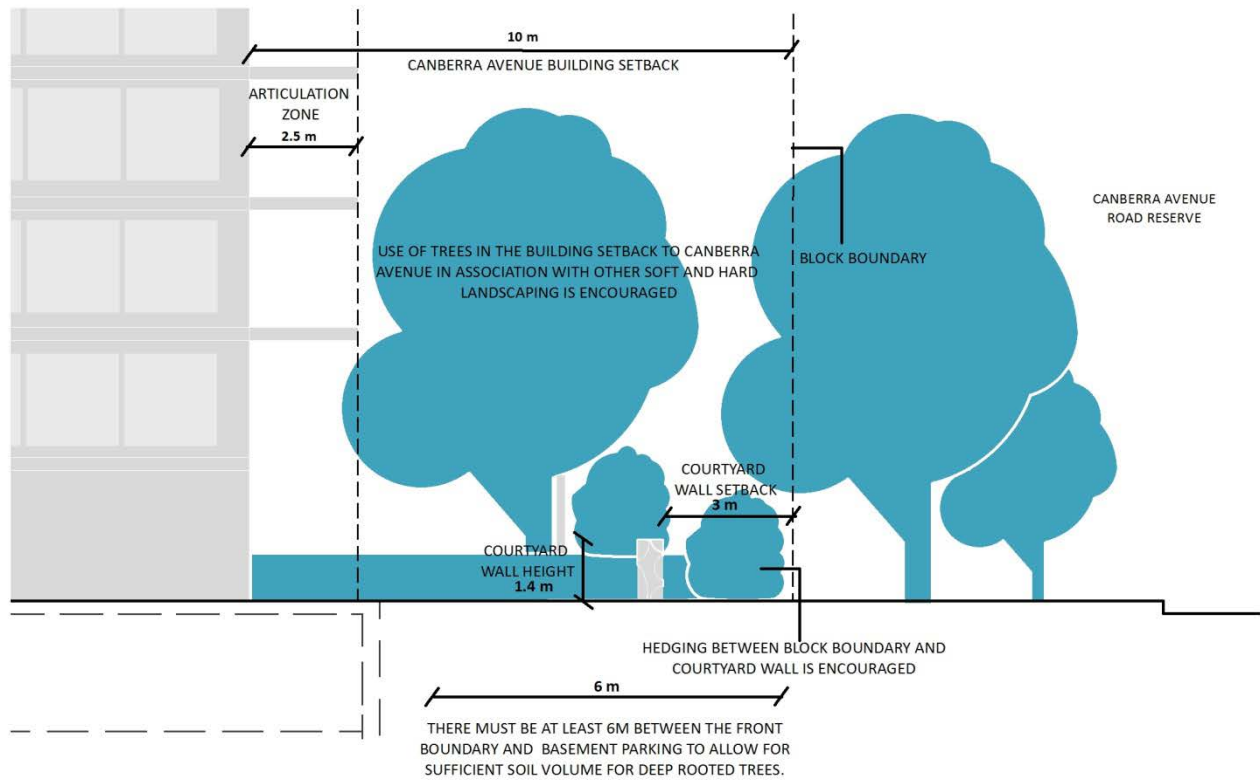 10 m
CANBERRA AVENUE BUILDING SETBACK
ARTICULATION
ZONE
2.5 m
CANBERRA AVENUE
ROAD RESERVE
USE OF TREES IN THE BUILDING SETBACK TO CANBERRA
AVENUE IN ASSOCIATION WITH OTHER SOFT AND HARD
LANDSCAPING IS ENCOURAGED
BLOCK BOUNDARY
COURTYARD
WALL SETBACK
3 m
COURTYARD
WALL HEIGHT
1.4 m
HEDGING BETWEEN BLOCK BOUNDARY AND
COURTYARD WALL IS ENCOURAGED
6 m
THERE MUST BE AT LEAST 6M BETWEEN THE FRONT
BOUNDARY AND BASEMENT PARKING TO ALLOW FOR
SUFFICIENT SOIL VOLUME FOR DEEP ROOTED TREES.